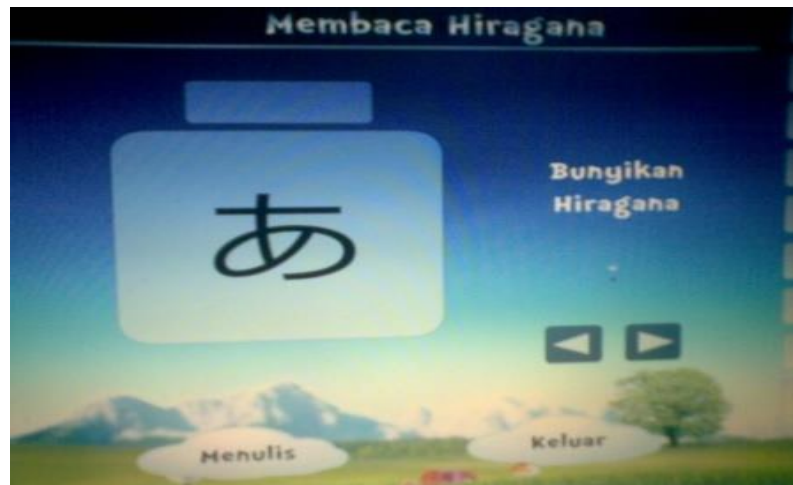 Membaca Hiragana
あ
Bunyikan
Hiragana
Menulis
Keluar